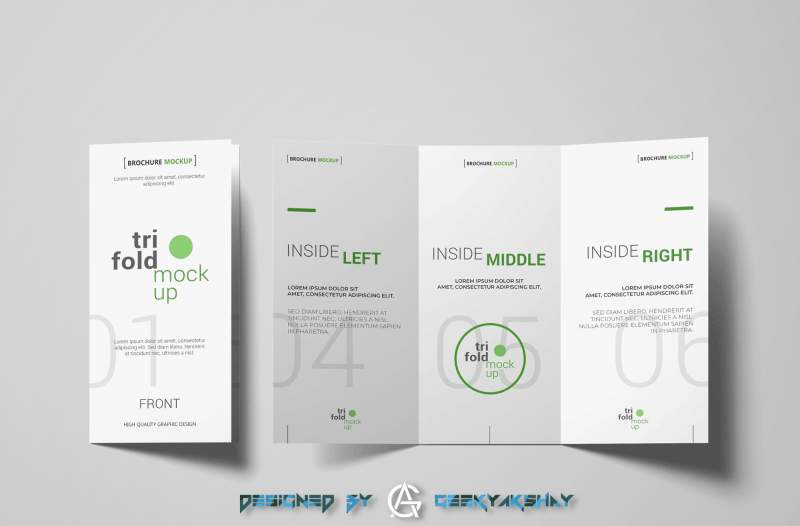 [BROCHURE MOCKUP]
Lorem ipsum dolor sit amet, consectetur
adipiscing elit
tri
fold
mock
up
01
Lorem ipsum dolor sit amet, consectetur
adipiscing elit. Sed diam libero, hendrerit
at tincidunt nec, ultricies a nisl.
FRONT
HIGH QUALITY GRAPHIC DESIGN
[BROCHURE MOCKUP]
INSIDE LEFT
LOREM IPSUM DOLOR SIT
AMET, CONSECTETUR ADIPISCING ELIT.
SED DIAM LIBERO, HENDRERIT AT
TINCIDUNT NEC, ULTRICIES A NISL.
NULLA POSUERE ELEMENTUM SAPIEN
IN PHARETRA.
04
tri
fold
mock
up
[BROCHURE MOCKUP]
INSIDE MIDDLE
LOREM IPSUM DOLOR SIT
AMET, CONSECTETUR ADIPISCING ELIT.
05
tri
fold
mock
up
[BROCHURE MOCKUP]
INSIDE RIGHT
LOREM IPSUM DOLOR SIT
AMET, CONSECTETUR ADIPISCING ELIT.
SED DIAM LIBERO, HENDRERIT AT
TINCIDUNT NEC, ULTRICIES A NISL.
NULLA POSUERE ELEMENTUM SAPIEN
IN PHARETRA.
06
tri
fold
mock
up
DESIGNED BY AG GEEKYAKSHAY